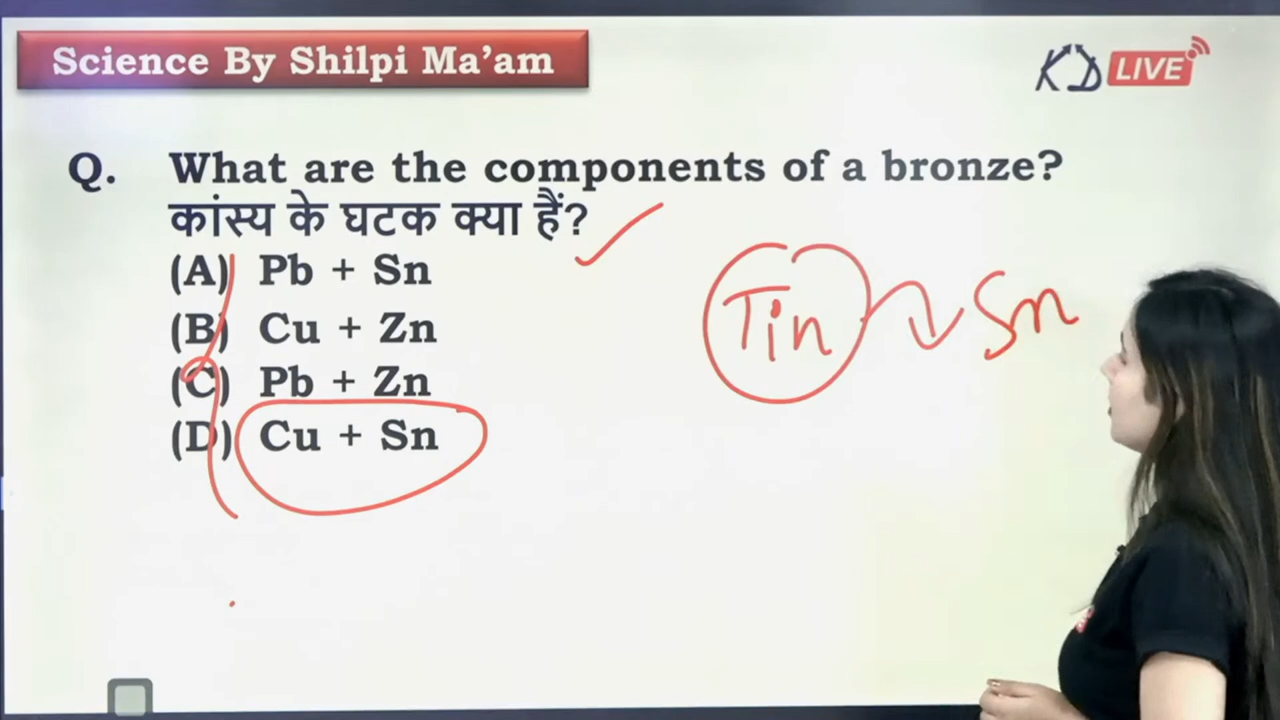 Science By Shilpi Ma’am
KD LIVE
Q. What are the components of a bronze?
कांस्य के घटक क्या हैं?
(A) Pb + Sn
(B) Cu + Zn
(C) Pb + Zn
(D) Cu + Sn
Tin Sn